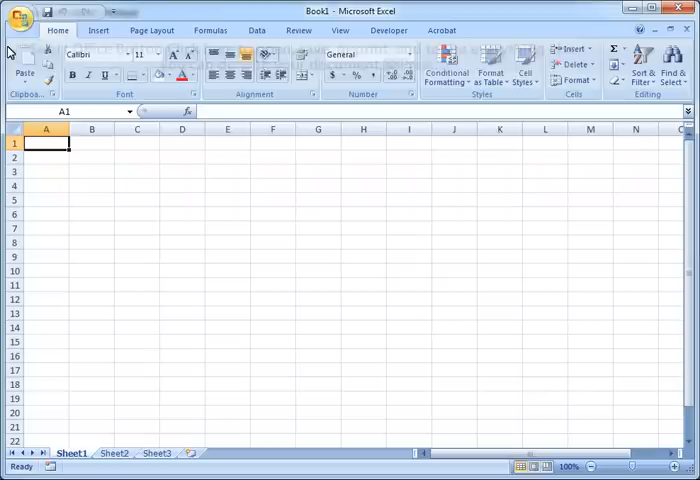 Book1 - Microsoft Excel
Home Insert Page Layout Formulas Data Review View Developer Acrobat
Calibri 11 General
Paste Conditional Formatting Format as Table Cell Styles Insert Delete Format Sort & Filter Find & Select
Clipboard Font Alignment Number Styles Cells Editing
A1 fx
A B C D E F G H I J K L M N
1
2
3
4
5
6
7
8
9
10
11
12
13
14
15
16
17
18
19
20
21
22
Sheet1 Sheet2 Sheet3
Ready 100%